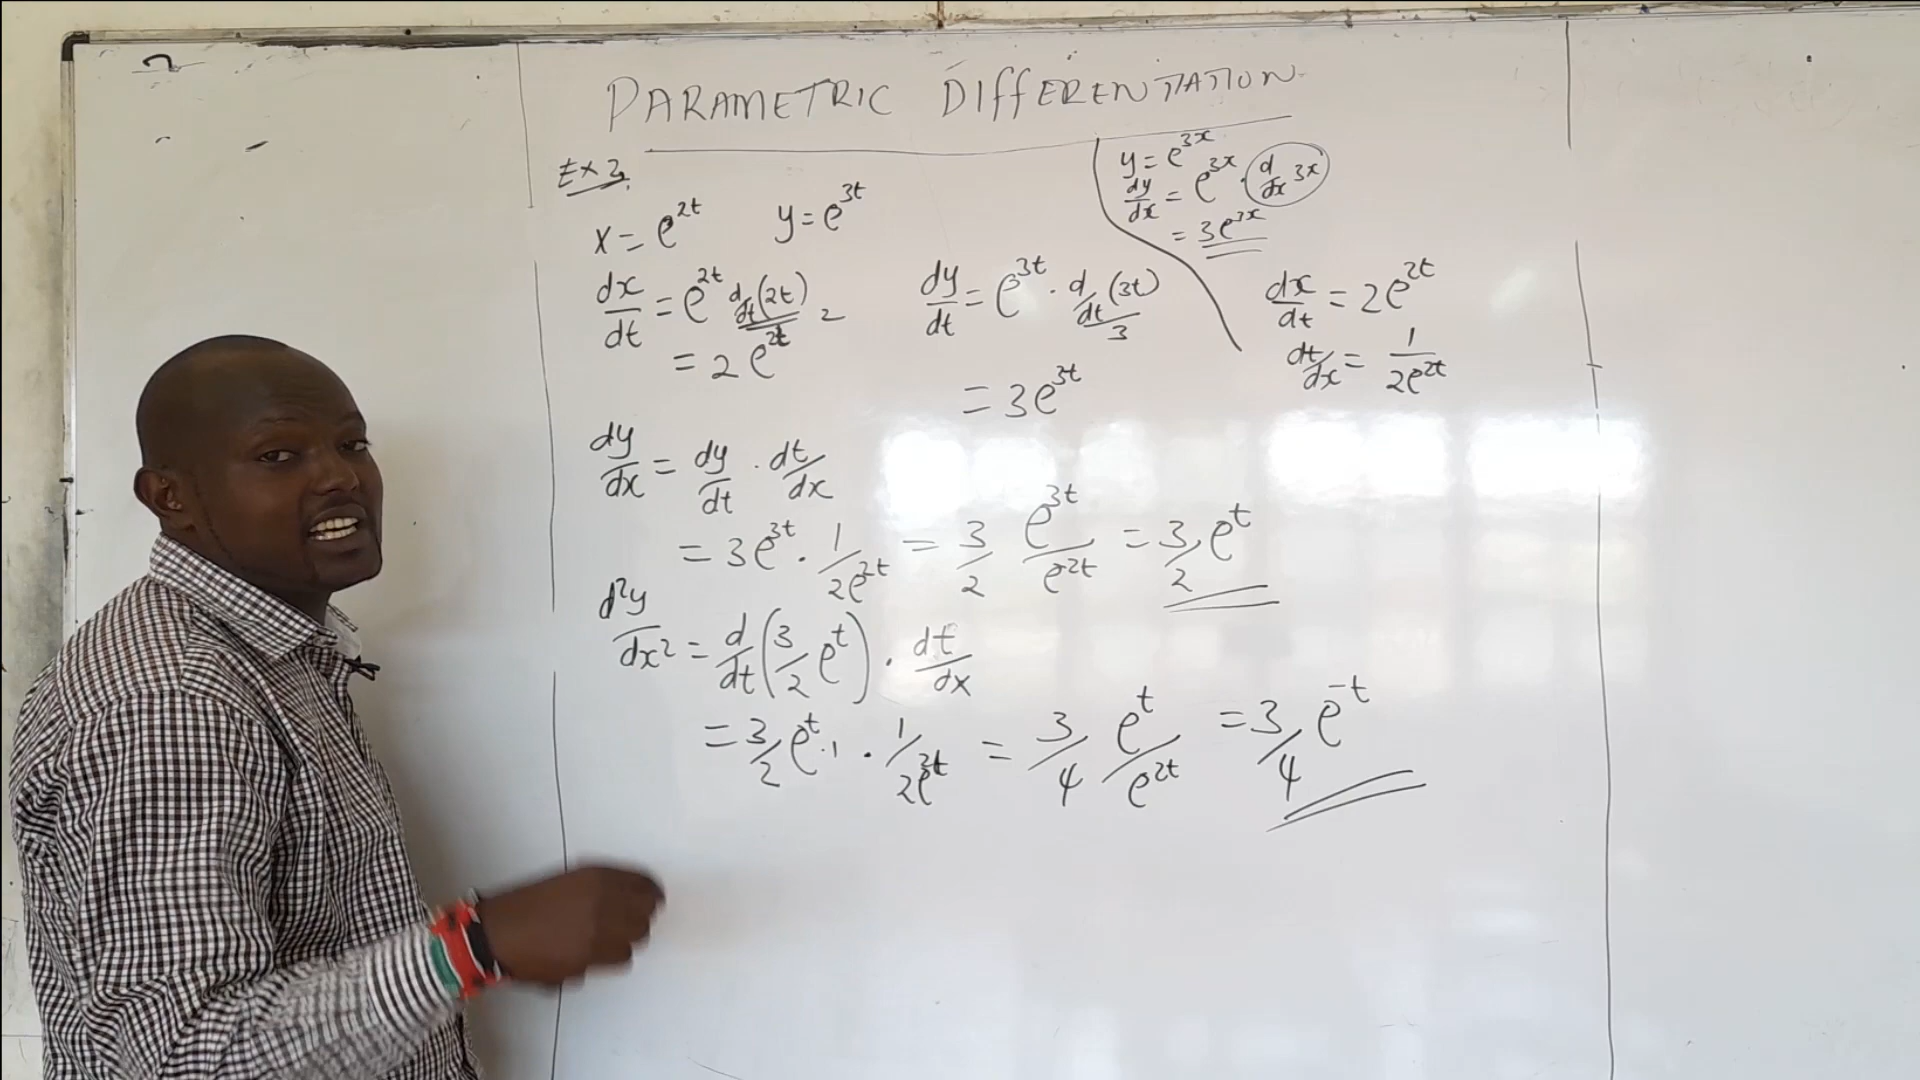 PARAMETRIC DIFFERENTIATION
Ex 2.
x = e^{2t} y = e^{3t}
y = e^{3x}
dy/dx = e^{3x} · d/dx 3x
= 3e^{3x}
dx/dt = e^{2t} d/dt(2t) 2
= 2e^{2t}
dy/dt = e^{3t} · d/dt(3t) 3
= 3e^{3t}
dx/dt = 2e^{2t}
dt/dx = 1/2e^{2t}
dy/dx = dy/dt · dt/dx
= 3e^{3t} · 1/2e^{2t} = 3/2 e^{3t}/e^{2t} = 3/2 e^t
d²y/dx² = d/dt(3/2 e^t) · dt/dx
= 3/2 e^t · 1 · 1/2e^{2t} = 3/4 e^t/e^{2t} = 3/4 e^{-t}